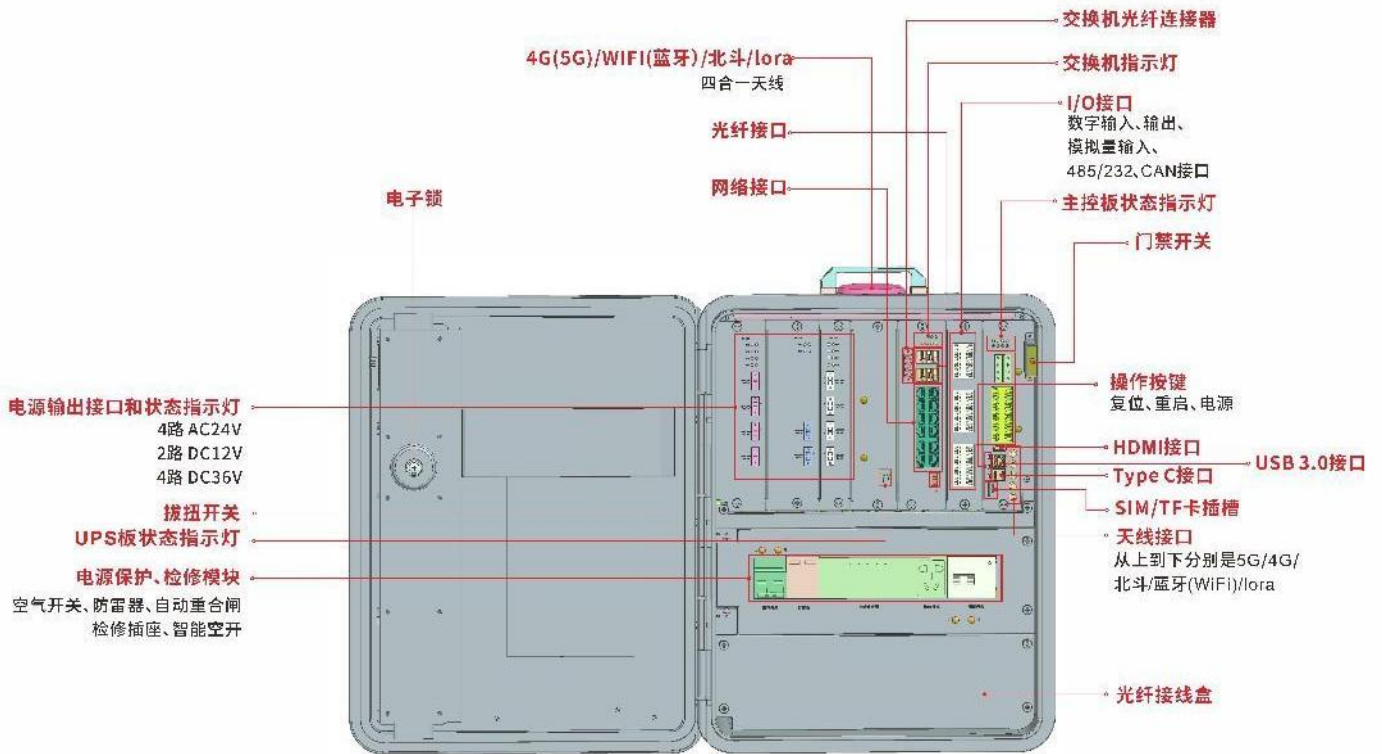 交换机光纤连接器
4G(5G)/WIFI(蓝牙)/北斗/lora
四合一天线
交换机指示灯
I/O接口
数字输入、输出、
模拟量输入、
485/232、CAN接口
光纤接口
网络接口
电子锁
主控板状态指示灯
门禁开关
操作按键
复位、重启、电源
电源输出接口和状态指示灯
4路 AC24V
2路 DC12V
4路 DC36V
HDMI接口
USB 3.0接口
Type C接口
SIM/TF卡插槽
拔扭开关
UPS板状态指示灯
天线接口
从上到下分别是5G/4G/
北斗/蓝牙(WiFi)/lora
电源保护、检修模块
空气开关、防雷器、自动重合闸
检修插座、智能空开
光纤接线盒